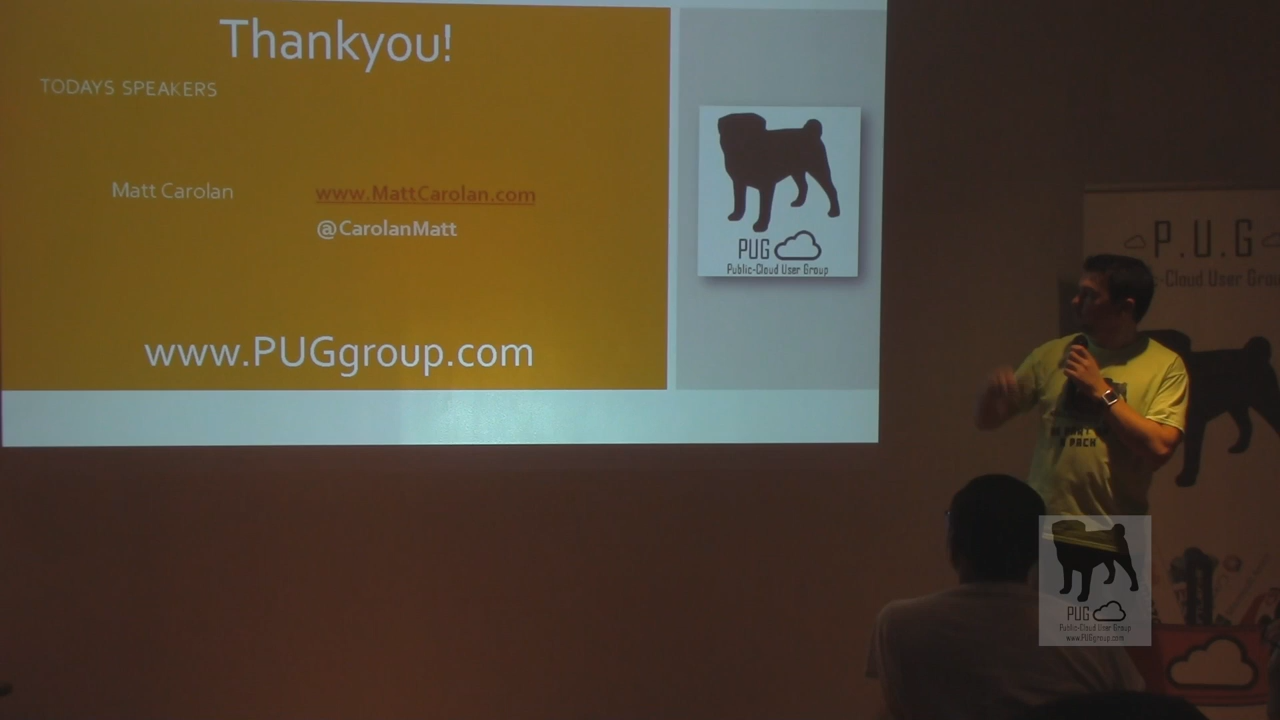 Thankyou!
TODAYS SPEAKERS
Matt Carolan
www.MattCarolan.com
@CarolanMatt
www.PUGgroup.com
PUG
Public-Cloud User Group
P.U.G
-Cloud User Grou
A PACK
PUG
Public-Cloud User Group
www.PUGgroup.com